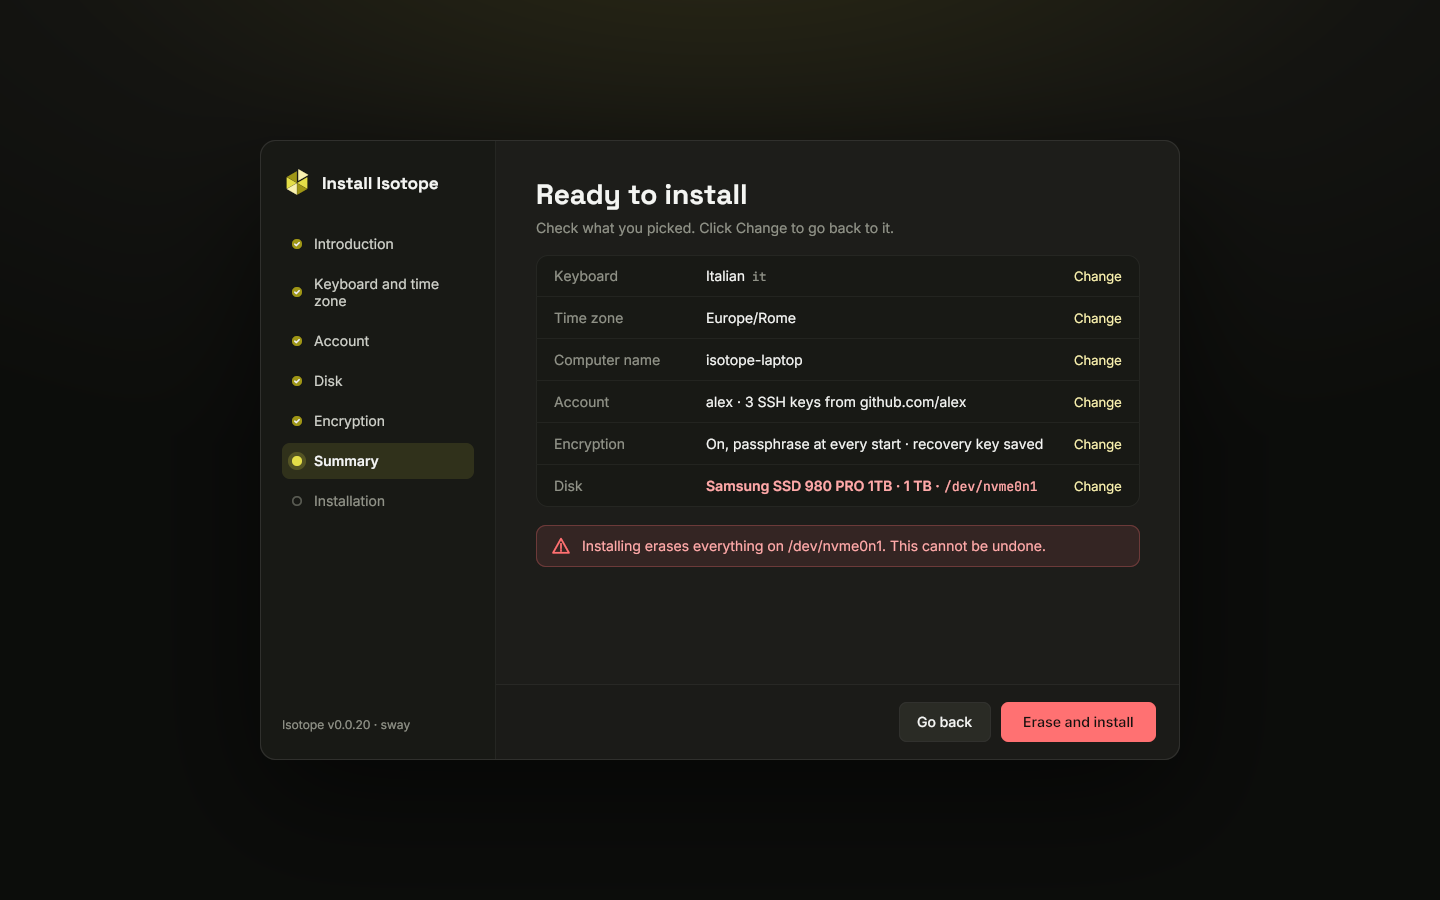 Install Isotope
Introduction
Keyboard and time
zone
Account
Disk
Encryption
Summary
Installation
Isotope v0.0.20 · sway
Ready to install
Check what you picked. Click Change to go back to it.
Keyboard Italian it Change
Time zone Europe/Rome Change
Computer name isotope-laptop Change
Account alex · 3 SSH keys from github.com/alex Change
Encryption On, passphrase at every start · recovery key saved Change
Disk Samsung SSD 980 PRO 1TB · 1 TB · /dev/nvme0n1 Change
Installing erases everything on /dev/nvme0n1. This cannot be undone.
Go back Erase and install